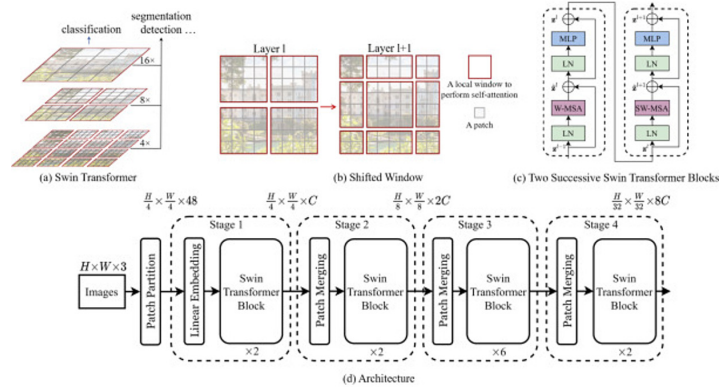 classification
segmentation
detection ...
16×
8×
4×
(a) Swin Transformer
Layer l
Layer l+1
A local window to
perform self-attention
A patch
(b) Shifted Window
MLP
LN
W-MSA
LN
MLP
LN
SW-MSA
LN
(c) Two Successive Swin Transformer Blocks
H/4 × W/4 × 48
H/4 × W/4 × C
H/8 × W/8 × 2C
H/32 × W/32 × 8C
Stage 1
Stage 2
Stage 3
Stage 4
H×W×3
Images
Patch Partition
Linear Embedding
Swin
Transformer
Block
×2
Patch Merging
Swin
Transformer
Block
×2
Patch Merging
Swin
Transformer
Block
×6
Patch Merging
Swin
Transformer
Block
×2
(d) Architecture